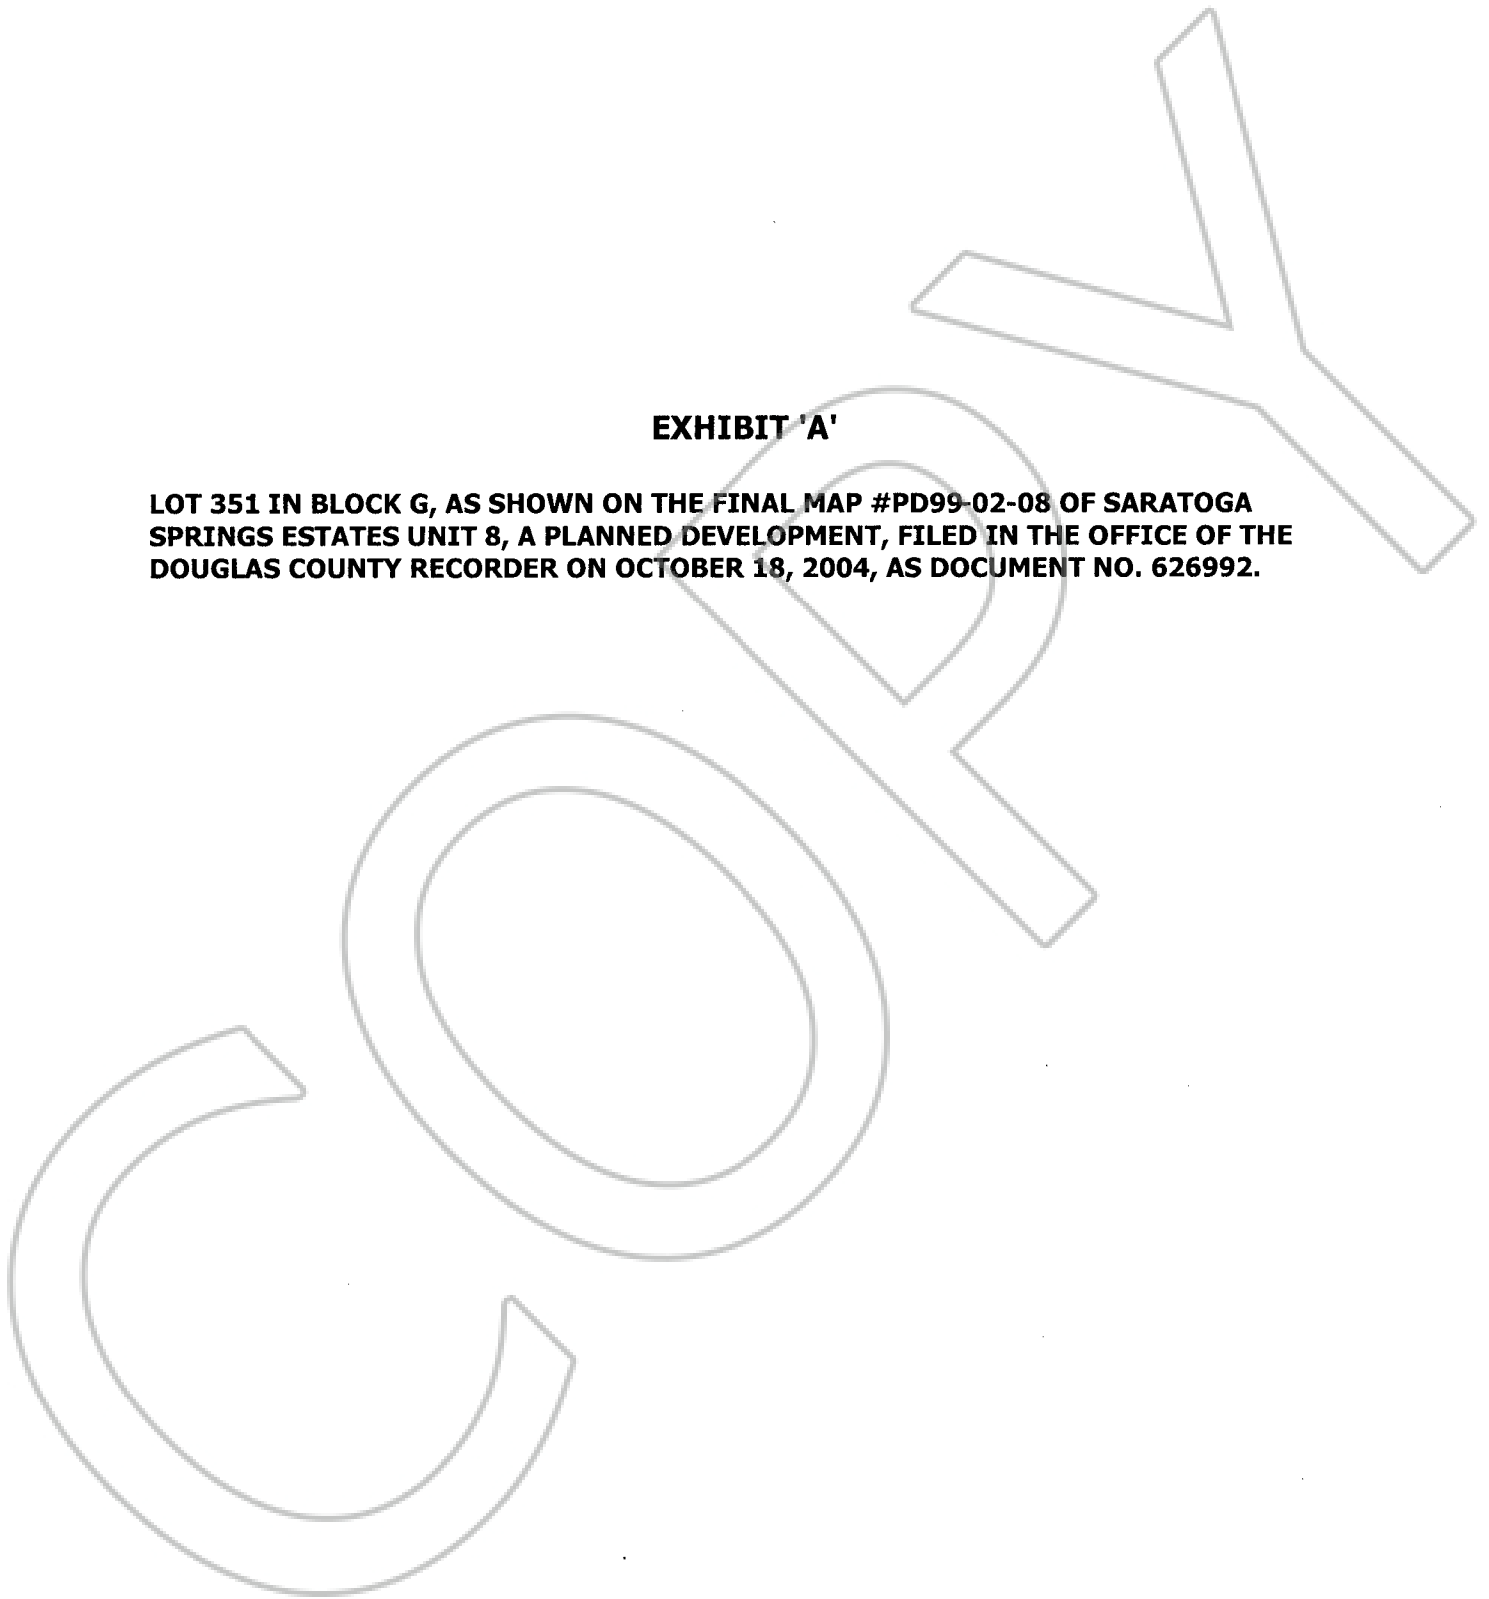 EXHIBIT 'A'
LOT 351 IN BLOCK G, AS SHOWN ON THE FINAL MAP #PD99-02-08 OF SARATOGA
SPRINGS ESTATES UNIT 8, A PLANNED DEVELOPMENT, FILED IN THE OFFICE OF THE
DOUGLAS COUNTY RECORDER ON OCTOBER 18, 2004, AS DOCUMENT NO. 626992.
COPY